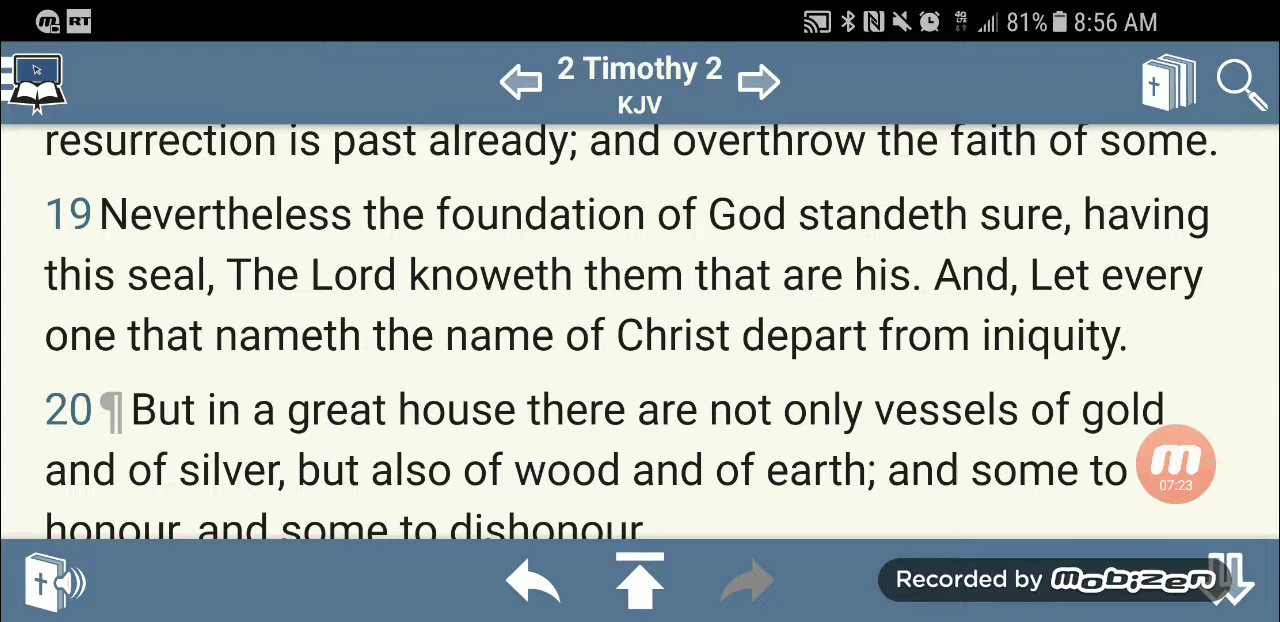 RT
4G
LTE
81%
8:56 AM
2 Timothy 2
KJV
resurrection is past already; and overthrow the faith of some.
19 Nevertheless the foundation of God standeth sure, having
this seal, The Lord knoweth them that are his. And, Let every
one that nameth the name of Christ depart from iniquity.
20 ¶ But in a great house there are not only vessels of gold
and of silver, but also of wood and of earth; and some to
honour, and some to dishonour.
07:23
Recorded by mobizen